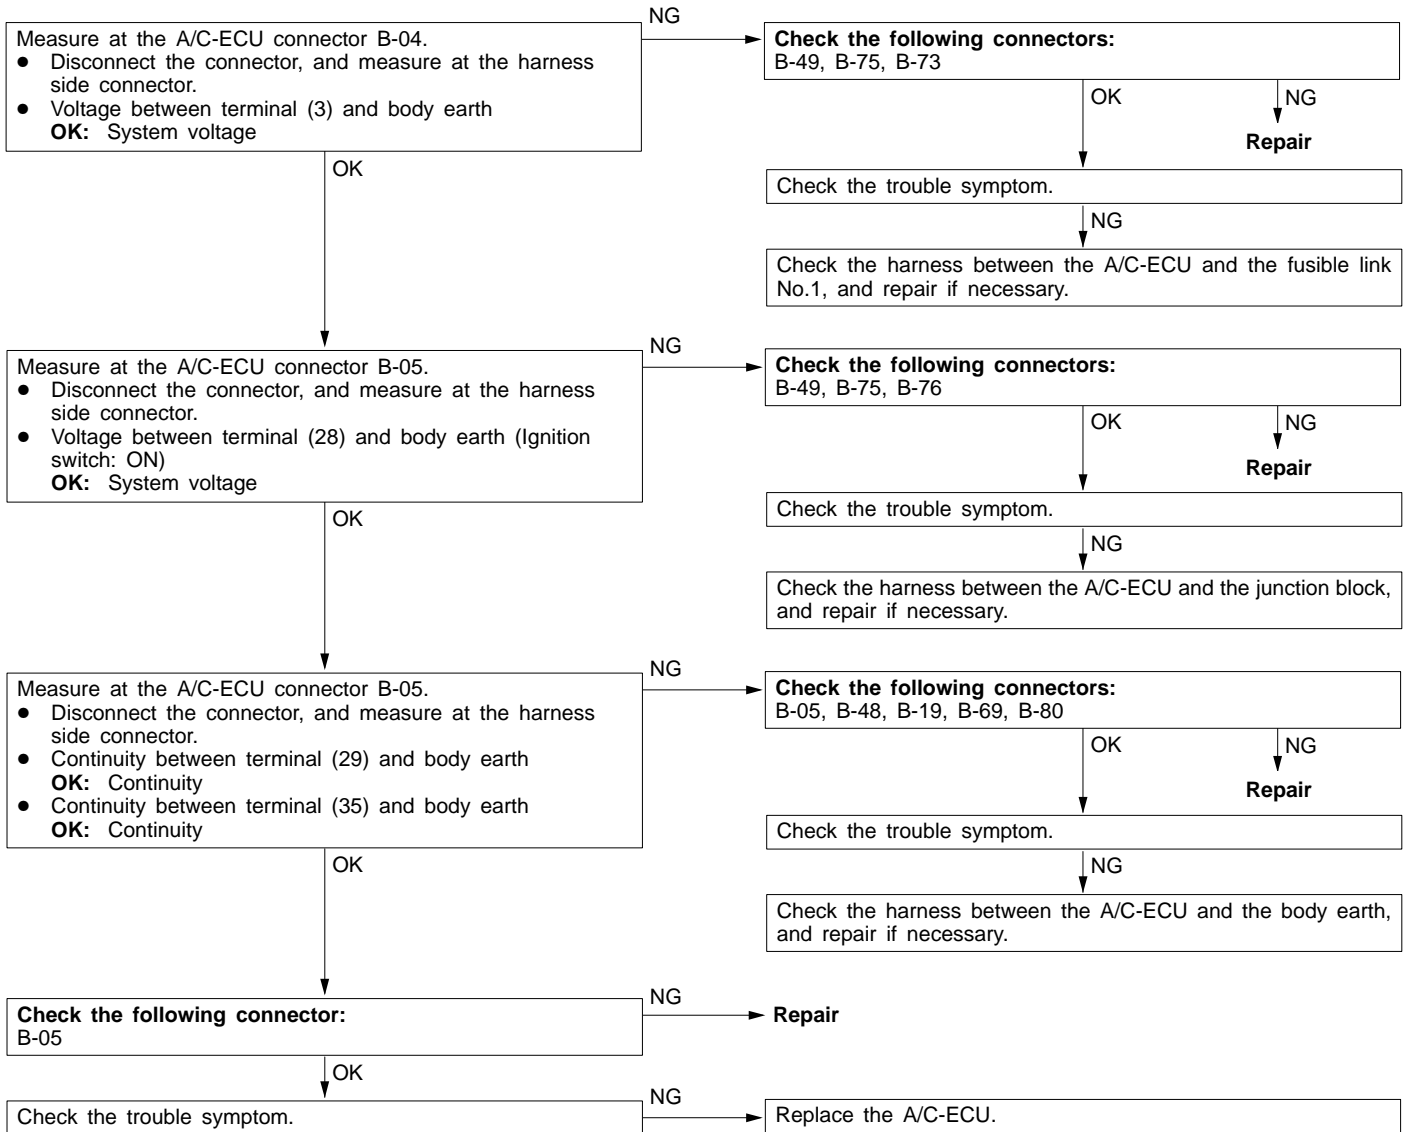 Measure at the A/C-ECU connector B-04.
● Disconnect the connector, and measure at the harness
side connector.
● Voltage between terminal (3) and body earth
OK: System voltage
NG
Check the following connectors:
B-49, B-75, B-73
OK
NG
Repair
Check the trouble symptom.
NG
Check the harness between the A/C-ECU and the fusible link
No.1, and repair if necessary.
OK
Measure at the A/C-ECU connector B-05.
● Disconnect the connector, and measure at the harness
side connector.
● Voltage between terminal (28) and body earth (Ignition
switch: ON)
OK: System voltage
NG
Check the following connectors:
B-49, B-75, B-76
OK
NG
Repair
Check the trouble symptom.
NG
Check the harness between the A/C-ECU and the junction block,
and repair if necessary.
OK
Measure at the A/C-ECU connector B-05.
● Disconnect the connector, and measure at the harness
side connector.
● Continuity between terminal (29) and body earth
OK: Continuity
● Continuity between terminal (35) and body earth
OK: Continuity
NG
Check the following connectors:
B-05, B-48, B-19, B-69, B-80
OK
NG
Repair
Check the trouble symptom.
NG
Check the harness between the A/C-ECU and the body earth,
and repair if necessary.
OK
Check the following connector:
B-05
NG
Repair
OK
Check the trouble symptom.
NG
Replace the A/C-ECU.